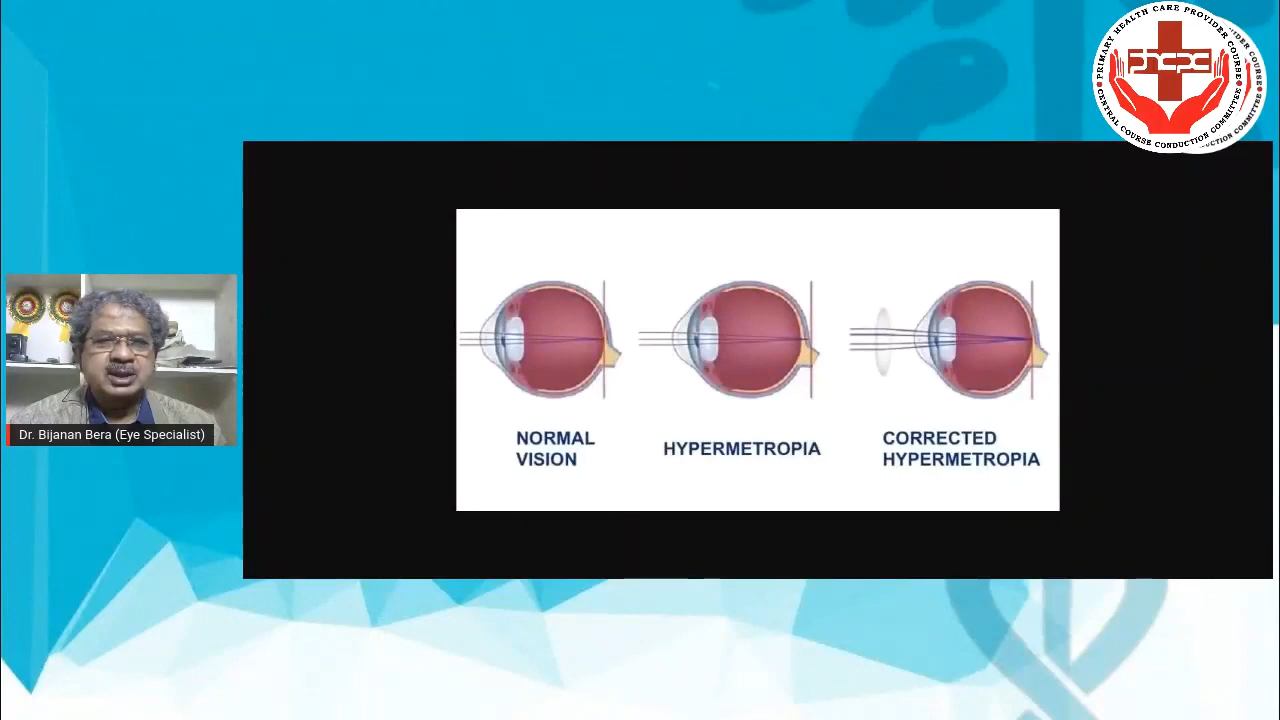 PRIMARY HEALTH CARE PROVIDER COURSE
CENTRAL COURSE CONDUCTION COMMITTEE
NORMAL
VISION
HYPERMETROPIA
CORRECTED
HYPERMETROPIA
Dr. Bijanan Bera (Eye Specialist)